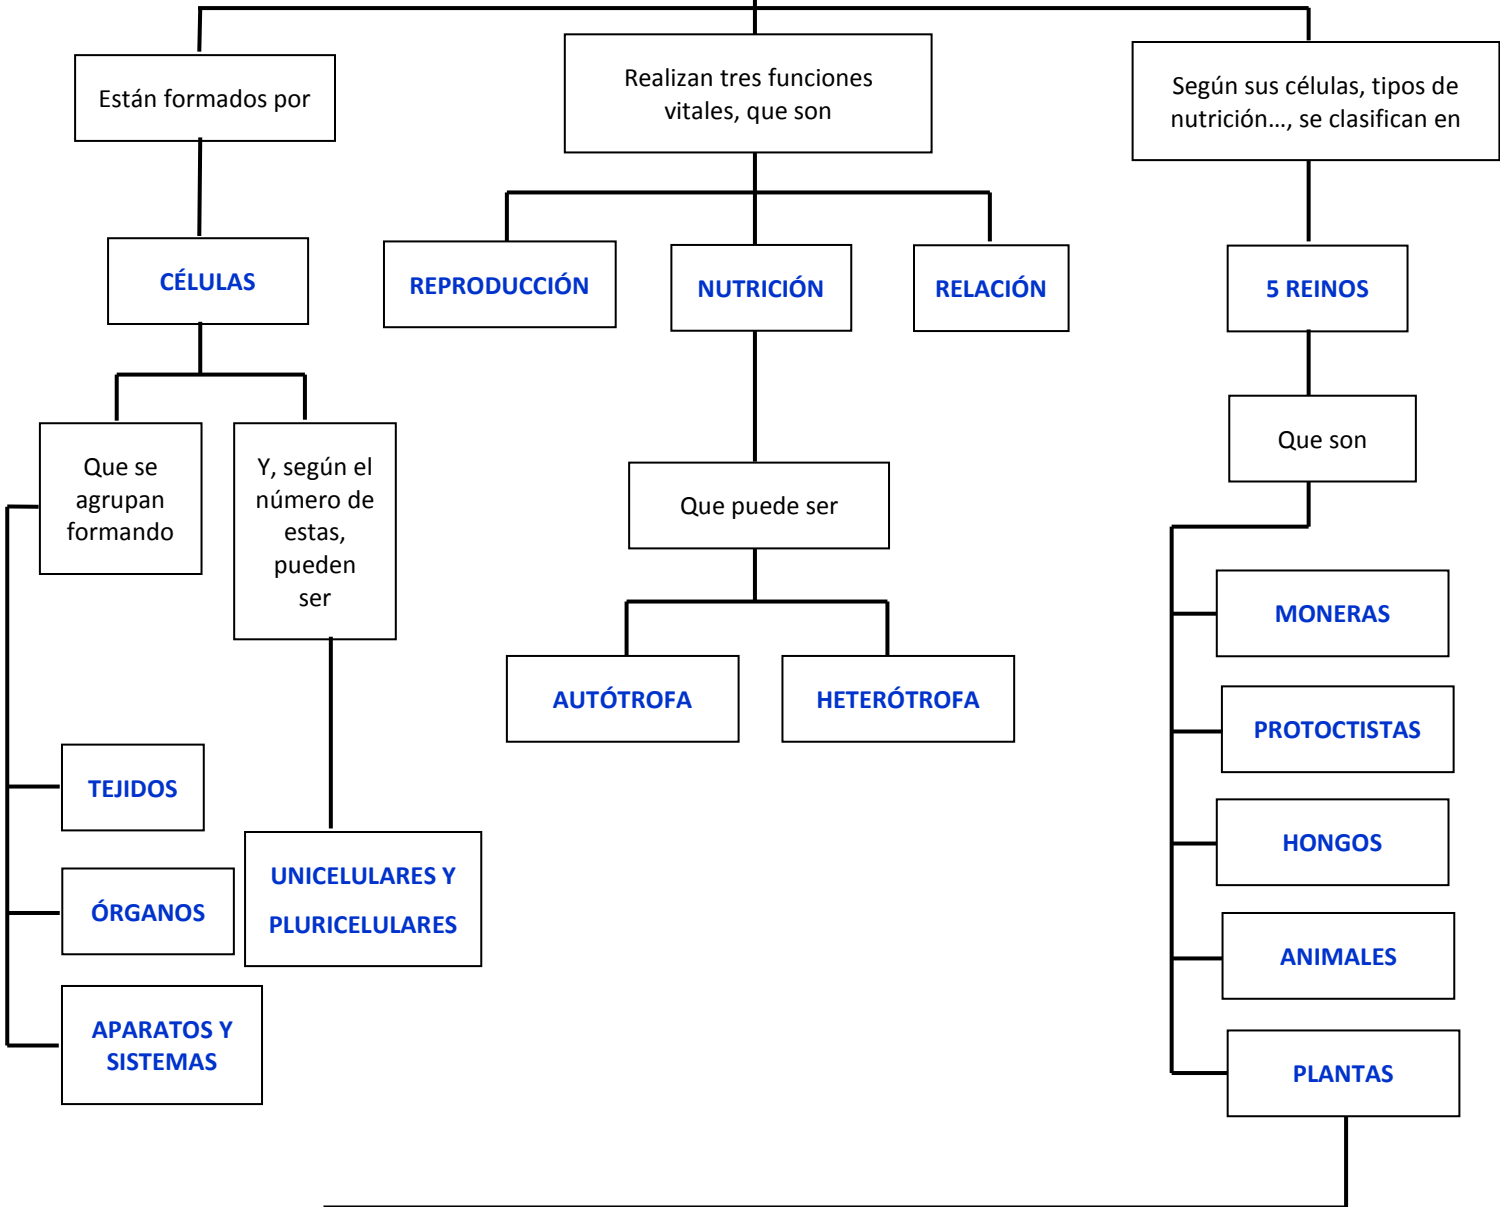 Están formados por
Realizan tres funciones
vitales, que son
Según sus células, tipos de
nutrición…, se clasifican en
CÉLULAS
REPRODUCCIÓN
NUTRICIÓN
RELACIÓN
5 REINOS
Que se
agrupan
formando
Y, según el
número de
estas,
pueden
ser
Que puede ser
Que son
AUTÓTROFA
HETERÓTROFA
MONERAS
PROTOCTISTAS
HONGOS
ANIMALES
PLANTAS
TEJIDOS
ÓRGANOS
APARATOS Y
SISTEMAS
UNICELULARES Y
PLURICELULARES